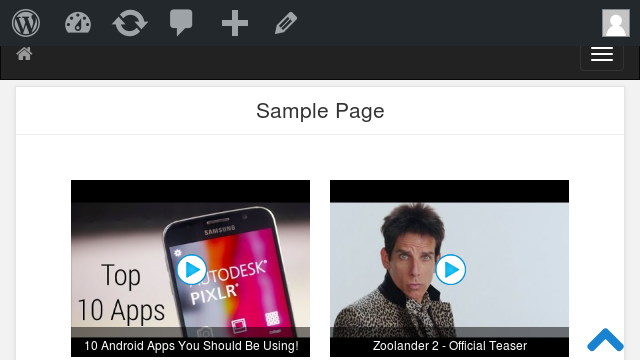 Sample Page
SAMSUNG
Top
10 Apps
AUTODESK®
PIXLR®
10 Android Apps You Should Be Using!
Zoolander 2 - Official Teaser